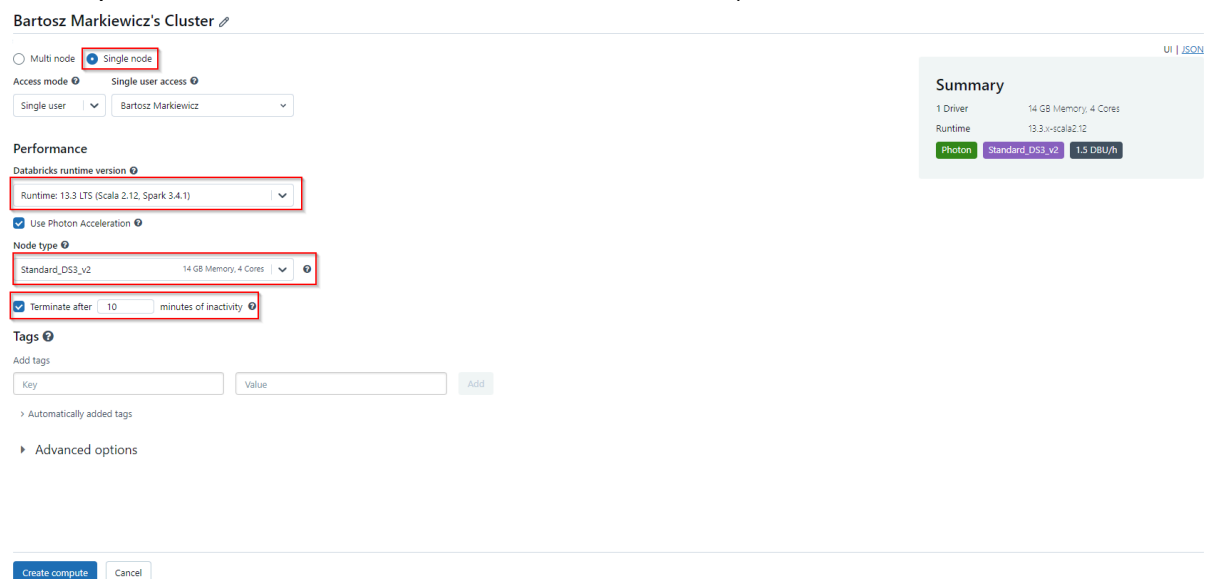 Bartosz Markiewicz's Cluster
UI | JSON
Multi node Single node
Access mode Single user access
Single user Bartosz Markiewicz
Summary
1 Driver 14 GB Memory, 4 Cores
Runtime 13.3.x-scala2.12
Photon Standard_DS3_v2 1.5 DBU/h
Performance
Databricks runtime version
Runtime: 13.3 LTS (Scala 2.12, Spark 3.4.1)
Use Photon Acceleration
Node type
Standard_DS3_v2 14 GB Memory, 4 Cores
Terminate after 10 minutes of inactivity
Tags
Add tags
Key Value Add
Automatically added tags
Advanced options
Create compute Cancel